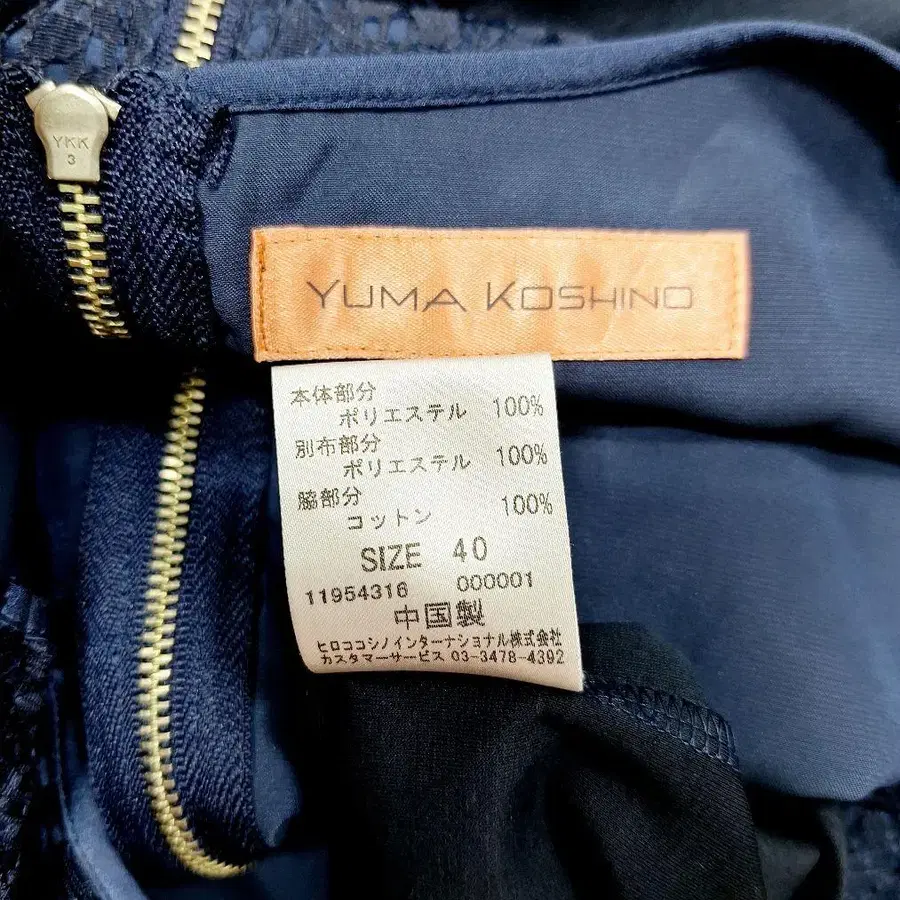 YKK
3
YUMA KOSHINO
本体部分
ポリエステル 100%
別布部分
ポリエステル 100%
脇部分
コットン 100%
SIZE 40
11954316 000001
中国製
ヒロココシノインターナショナル株式会社
カスタマーサービス 03-3478-4392